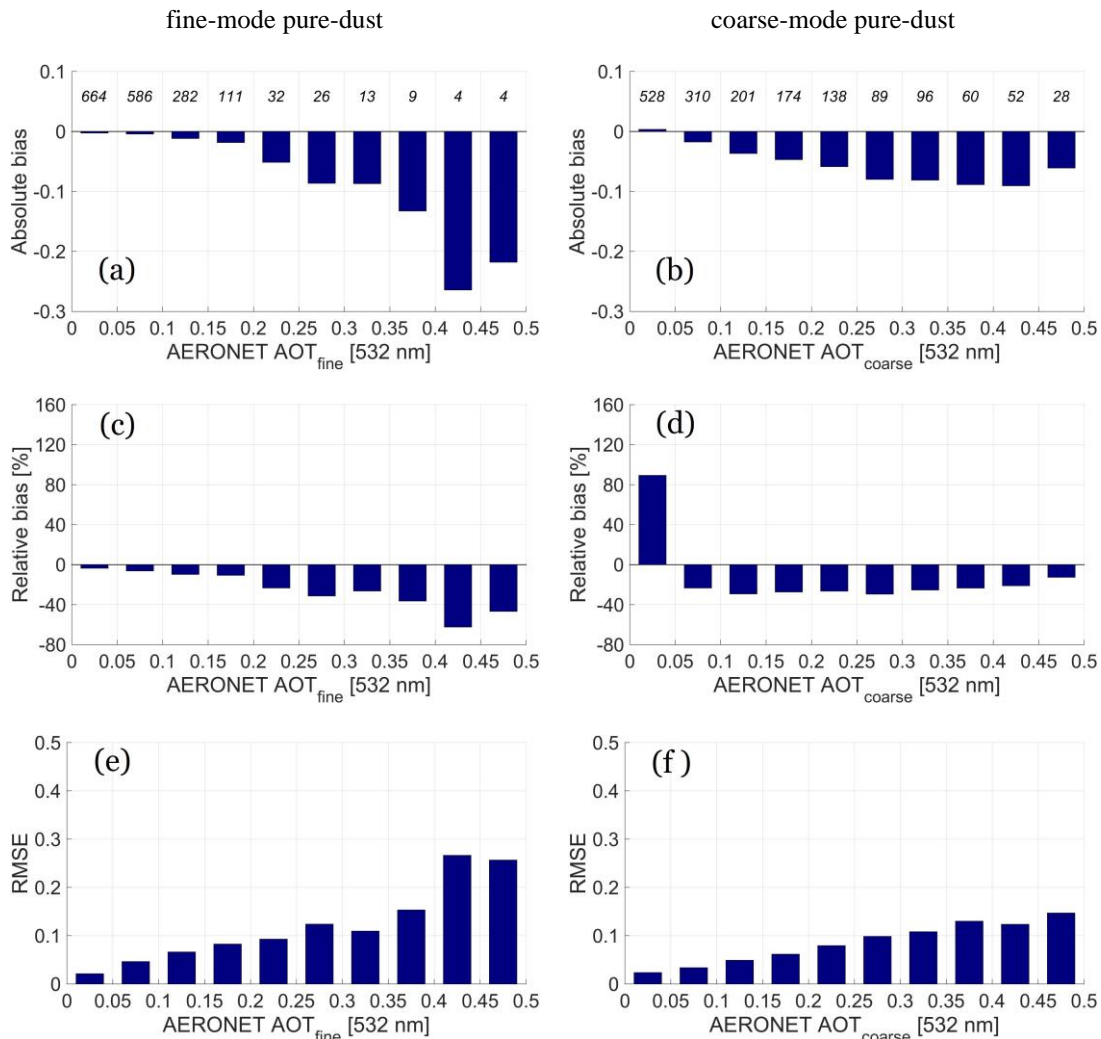 fine-mode pure-dust
coarse-mode pure-dust
0.1
0
-0.1
-0.2
-0.3
Absolute bias
664 586 282 111 32 26 13 9 4 4
(a)
0 0.05 0.1 0.15 0.2 0.25 0.3 0.35 0.4 0.45 0.5
AERONET AOTfine [532 nm]
0.1
0
-0.1
-0.2
-0.3
Absolute bias
528 310 201 174 138 89 96 60 52 28
(b)
0 0.05 0.1 0.15 0.2 0.25 0.3 0.35 0.4 0.45 0.5
AERONET AOTcoarse [532 nm]
160
120
80
40
0
-40
-80
Relative bias [%]
(c)
0 0.05 0.1 0.15 0.2 0.25 0.3 0.35 0.4 0.45 0.5
AERONET AOTfine [532 nm]
160
120
80
40
0
-40
-80
Relative bias [%]
(d)
0 0.05 0.1 0.15 0.2 0.25 0.3 0.35 0.4 0.45 0.5
AERONET AOTcoarse [532 nm]
0.5
0.4
0.3
0.2
0.1
0
RMSE
(e)
0 0.05 0.1 0.15 0.2 0.25 0.3 0.35 0.4 0.45 0.5
AERONET AOTfine [532 nm]
0.5
0.4
0.3
0.2
0.1
0
RMSE
(f )
0 0.05 0.1 0.15 0.2 0.25 0.3 0.35 0.4 0.45 0.5
AERONET AOTcoarse [532 nm]